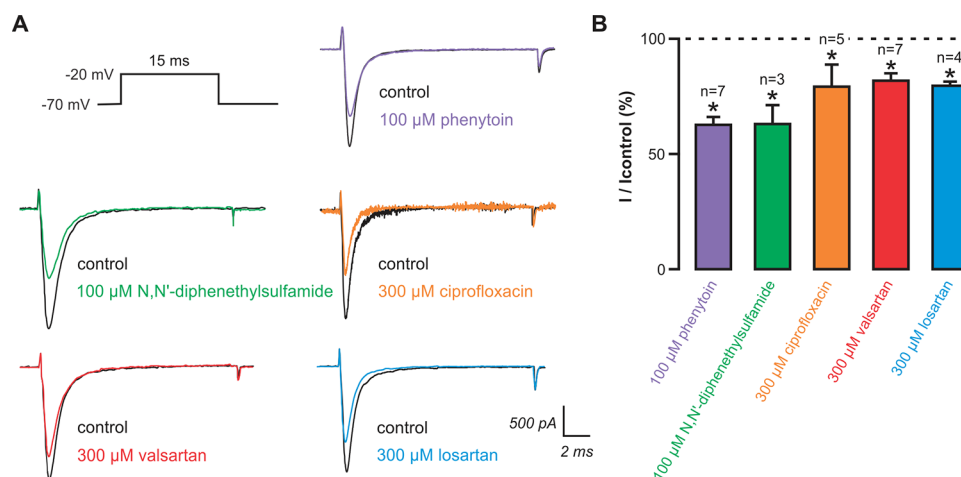 A
15 ms
-20 mV
-70 mV
control
100 µM phenytoin
control
100 µM N,N'-diphenethylsulfamide
control
300 µM ciprofloxacin
control
300 µM valsartan
control
300 µM losartan
500 pA
2 ms
B
I / Icontrol (%)
100
50
0
n=7
*
n=3
*
n=5
*
n=7
*
n=4
*
100 µM phenytoin
100 µM N,N'-diphenethylsulfamide
300 µM ciprofloxacin
300 µM valsartan
300 µM losartan